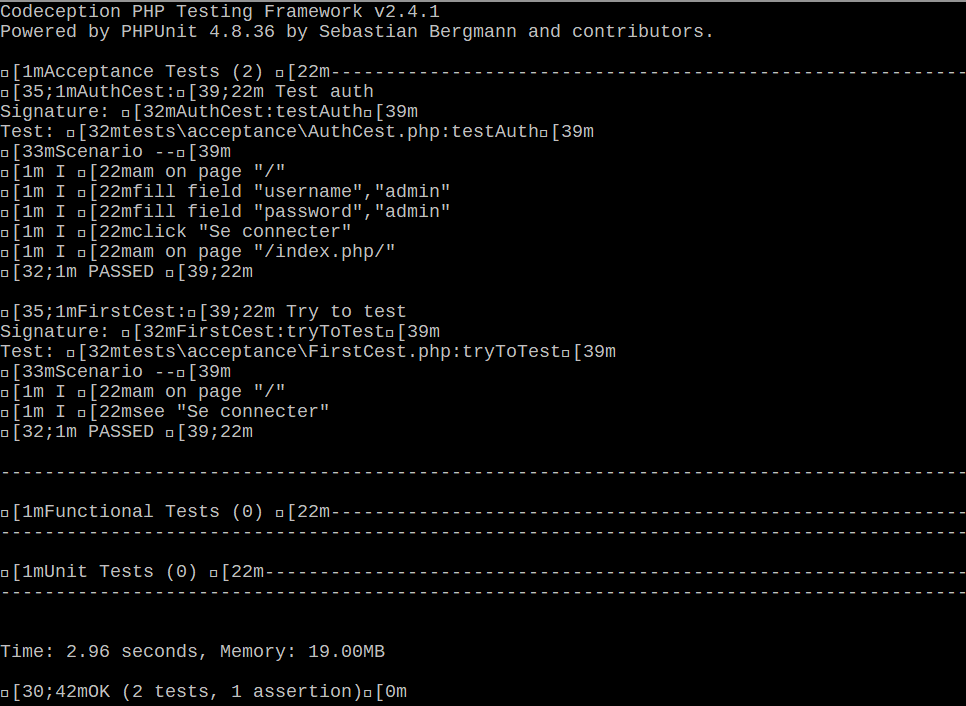 Codeception PHP Testing Framework v2.4.1
Powered by PHPUnit 4.8.36 by Sebastian Bergmann and contributors.
▯[1mAcceptance Tests (2) ▯[22m----------------------------------------------------------
▯[35;1mAuthCest:▯[39;22m Test auth
Signature: ▯[32mAuthCest:testAuth▯[39m
Test: ▯[32mtests\acceptance\AuthCest.php:testAuth▯[39m
▯[33mScenario --▯[39m
▯[1m I ▯[22mam on page "/"
▯[1m I ▯[22mfill field "username","admin"
▯[1m I ▯[22mfill field "password","admin"
▯[1m I ▯[22mclick "Se connecter"
▯[1m I ▯[22mam on page "/index.php/"
▯[32;1m PASSED ▯[39;22m
▯[35;1mFirstCest:▯[39;22m Try to test
Signature: ▯[32mFirstCest:tryToTest▯[39m
Test: ▯[32mtests\acceptance\FirstCest.php:tryToTest▯[39m
▯[33mScenario --▯[39m
▯[1m I ▯[22mam on page "/"
▯[1m I ▯[22msee "Se connecter"
▯[32;1m PASSED ▯[39;22m
----------------------------------------------------------------------------------------
▯[1mFunctional Tests (0) ▯[22m----------------------------------------------------------
----------------------------------------------------------------------------------------
▯[1mUnit Tests (0) ▯[22m----------------------------------------------------------------
----------------------------------------------------------------------------------------
Time: 2.96 seconds, Memory: 19.00MB
▯[30;42mOK (2 tests, 1 assertion)▯[0m